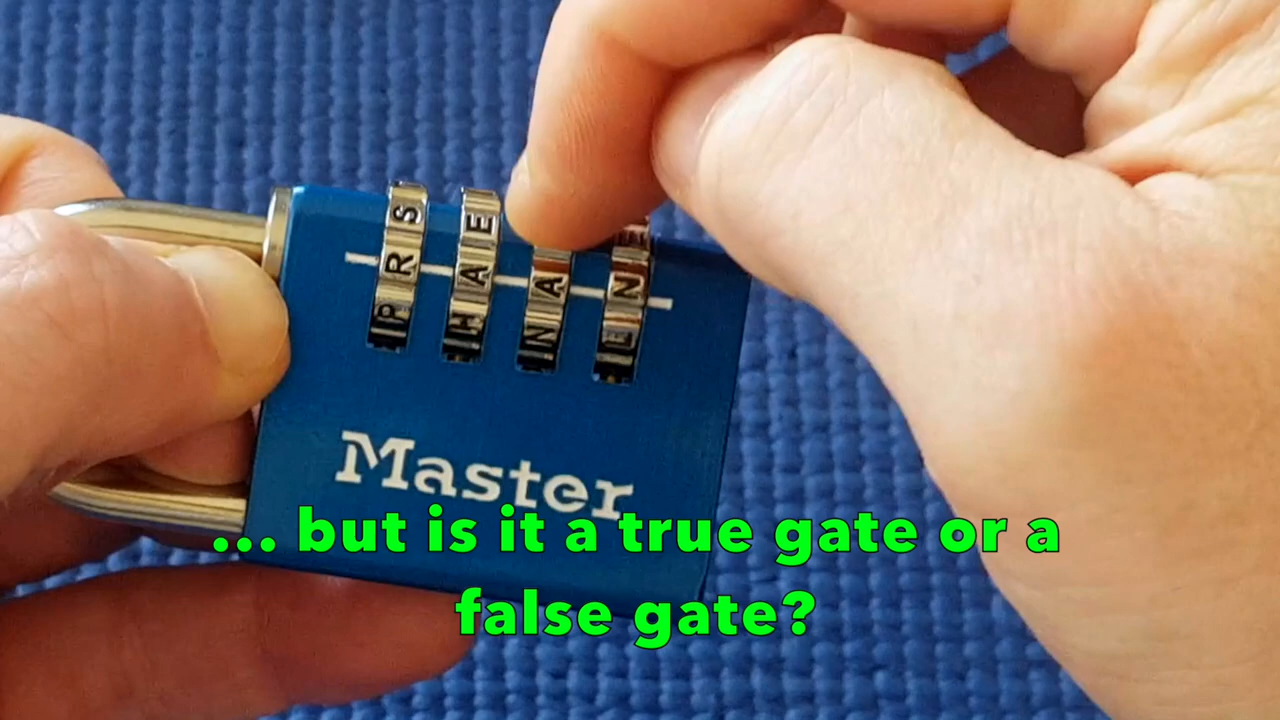 S E E
R A A N
P H N L
Master
... but is it a true gate or a
false gate?